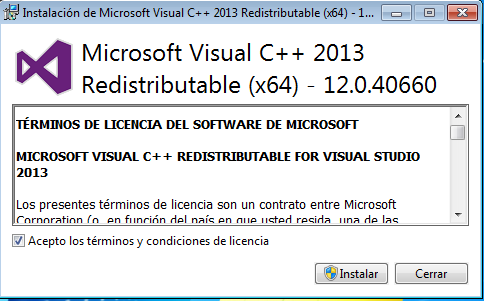 Instalación de Microsoft Visual C++ 2013 Redistributable (x64) - 1...
Microsoft Visual C++ 2013
Redistributable (x64) - 12.0.40660
TÉRMINOS DE LICENCIA DEL SOFTWARE DE MICROSOFT
MICROSOFT VISUAL C++ REDISTRIBUTABLE FOR VISUAL STUDIO
2013
Los presentes términos de licencia son un contrato entre Microsoft
Corporation (o, en función del país en que usted resida, una de las
Acepto los términos y condiciones de licencia
Instalar Cerrar